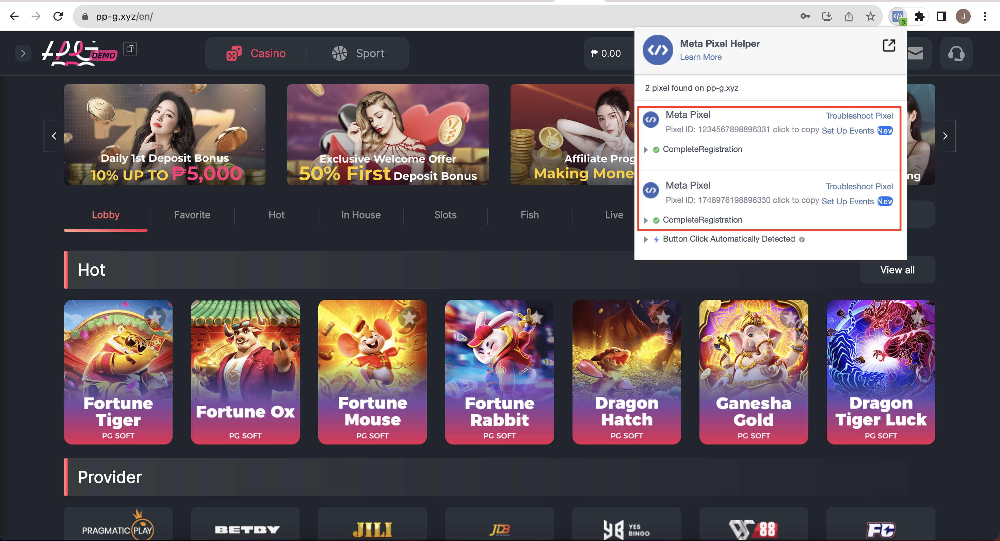 pp-g.xyz/en/
3
J
DEMO
Casino
Sport
₱ 0.00
Meta Pixel Helper
Learn More
2 pixel found on pp-g.xyz
Meta Pixel
Troubleshoot Pixel
Pixel ID: 1234567898896331 click to copy Set Up Events New
CompleteRegistration
Meta Pixel
Troubleshoot Pixel
Pixel ID: 1748976198896330 click to copy Set Up Events New
CompleteRegistration
Button Click Automatically Detected
Daily 1st Deposit Bonus
10% UP TO ₱5,000
Exclusive Welcome Offer
50% First Deposit Bonus
Affiliate Prog
Making Mone
ng
Lobby
Favorite
Hot
In House
Slots
Fish
Live
Hot
View all
Fortune
Tiger
PG SOFT
Fortune Ox
PG SOFT
Fortune
Mouse
PG SOFT
Fortune
Rabbit
PG SOFT
Dragon
Hatch
PG SOFT
Ganesha
Gold
PG SOFT
Dragon
Tiger Luck
PG SOFT
Provider
PRAGMATIC PLAY
BETBY
JILI
JDB
YES
BINGO
88
FC